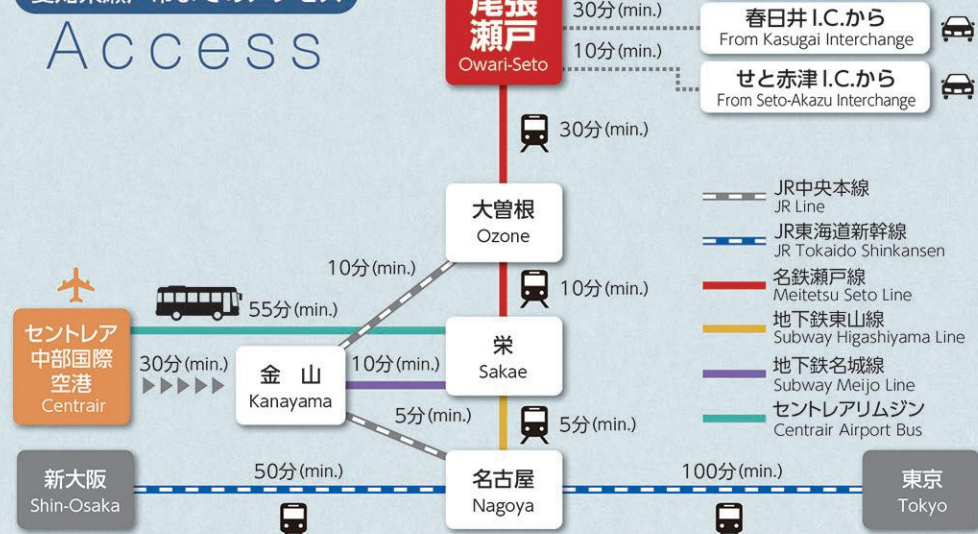 Access
尾張
瀬戸
Owari-Seto
30分(min.)
春日井I.C.から
From Kasugai Interchange
10分(min.)
せと赤津I.C.から
From Seto-Akazu Interchange
30分(min.)
大曽根
Ozone
10分(min.)
10分(min.)
JR中央本線
JR Line
JR東海道新幹線
JR Tokaido Shinkansen
名鉄瀬戸線
Meitetsu Seto Line
地下鉄東山線
Subway Higashiyama Line
地下鉄名城線
Subway Meijo Line
セントレアリムジン
Centrair Airport Bus
55分(min.)
セントレア
中部国際
空港
Centrair
30分(min.)
金 山
Kanayama
10分(min.)
栄
Sakae
5分(min.)
5分(min.)
新大阪
Shin-Osaka
50分(min.)
名古屋
Nagoya
100分(min.)
東京
Tokyo